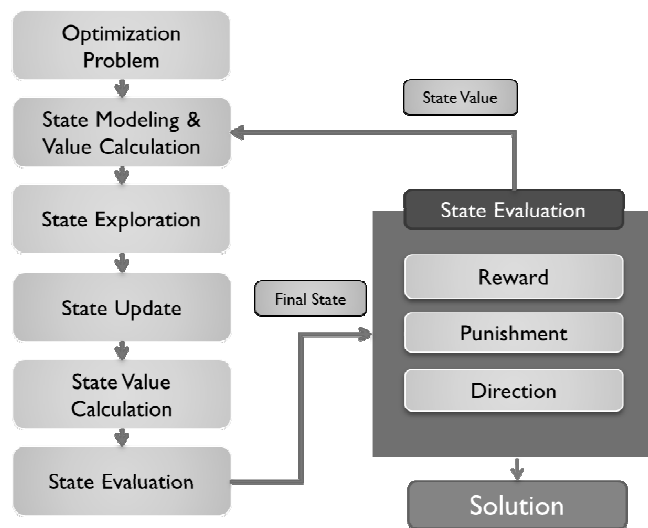 Optimization
Problem
State Modeling &
Value Calculation
State Exploration
State Update
State Value
Calculation
State Evaluation
Final State
State Value
State Evaluation
Reward
Punishment
Direction
Solution